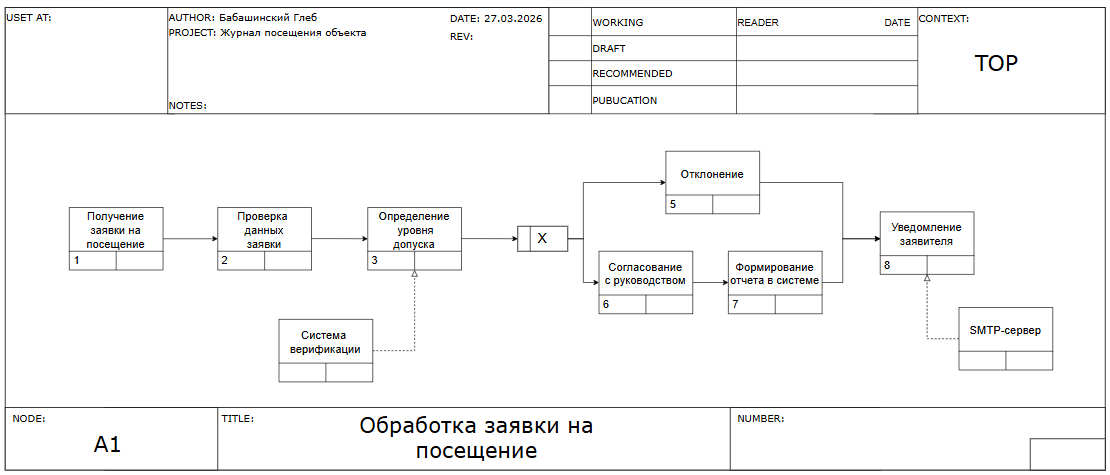 USET AT:
AUTHOR: Бабашинский Глеб
PROJECT: Журнал посещения объекта
DATE: 27.03.2026
REV:
NOTES:
WORKING
DRAFT
RECOMMENDED
PUBUCATION
READER
DATE
CONTEXT:
TOP
Получение
заявки на
посещение
1
Проверка
данных
заявки
2
Определение
уровня
допуска
3
X
Отклонение
5
Согласование
с руководством
6
Формирование
отчета в системе
7
Уведомление
заявителя
8
Система
верификации
SMTP-сервер
NODE:
A1
TITLE:
Обработка заявки на
посещение
NUMBER: